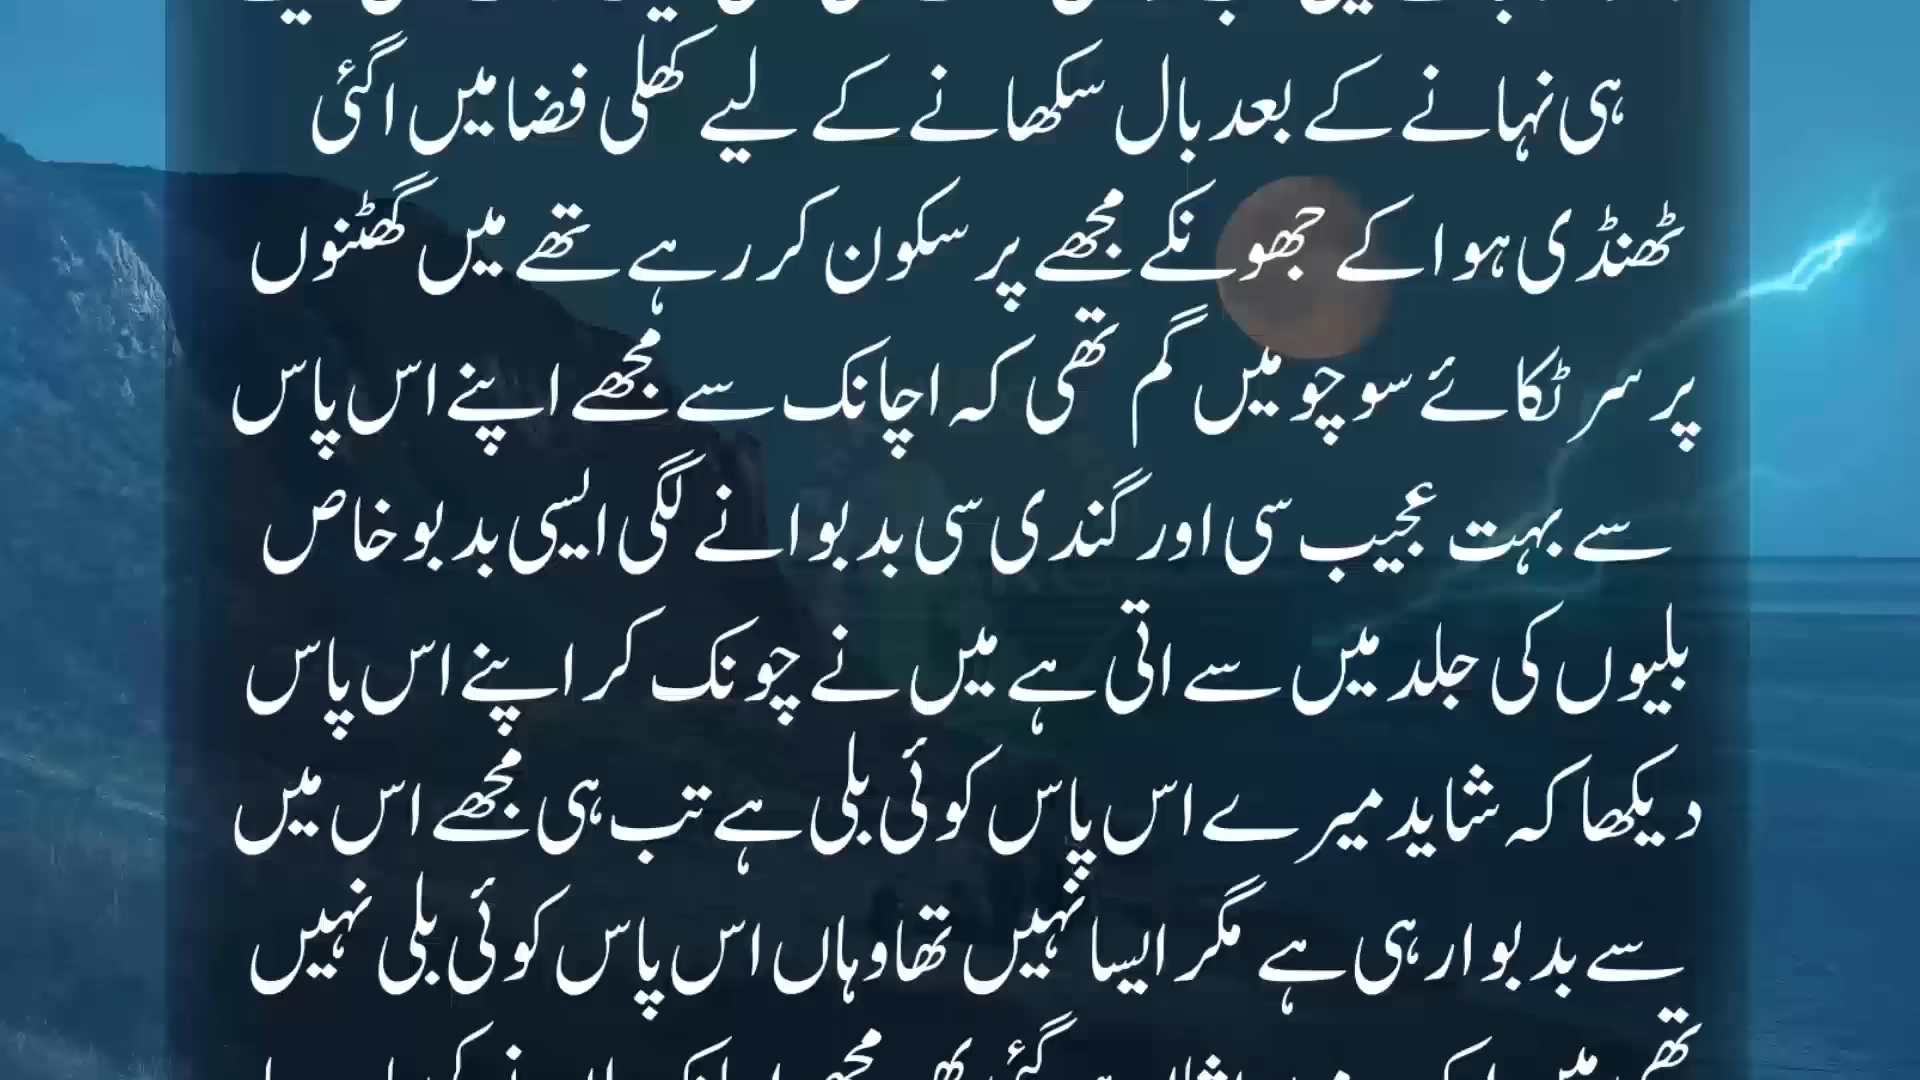 ہی نہانے کے بعد بال سکھانے کے لیے کھلی فضا میں اگئی
ٹھنڈی ہوا کے جھونکے مجھے پر سکون کر رہے تھے میں گھٹنوں
پر سر ٹکائے سوچو میں گم تھی کہ اچانک سے مجھے اپنے اس پاس
سے بہت عجیب سی اور گندی سی بدبو انے لگی ایسی بدبو خاص
بلیوں کی جلد میں سے اتی ہے میں نے چونک کر اپنے اس پاس
دیکھا کہ شاید میرے اس پاس کوئی بلی ہے تب ہی مجھے اس میں
سے بدبو ارہی ہے مگر ایسا نہیں تھا وہاں اس پاس کوئی بلی نہیں